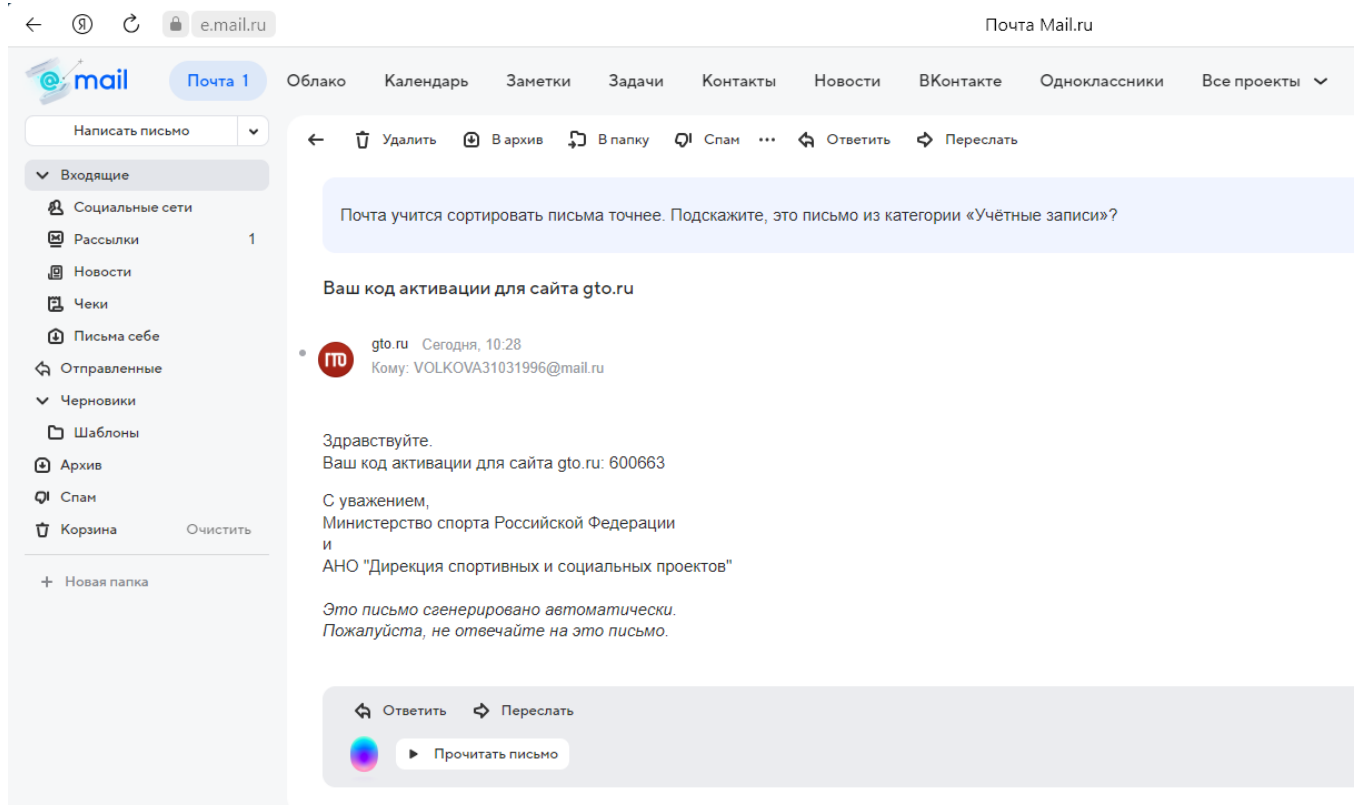 e.mail.ru Почта Mail.ru
mail Почта 1 Облако Календарь Заметки Задачи Контакты Новости ВКонтакте Одноклассники Все проекты
Написать письмо
Удалить В архив В папку Спам ••• Ответить Переслать
Входящие
Социальные сети
Рассылки 1
Новости
Чеки
Письма себе
Отправленные
Черновики
Шаблоны
Архив
Спам
Корзина Очистить
+ Новая папка
Почта учится сортировать письма точнее. Подскажите, это письмо из категории «Учётные записи»?
Ваш код активации для сайта gto.ru
ГТО
gto.ru Сегодня, 10:28
Кому: VOLKOVA31031996@mail.ru
Здравствуйте.
Ваш код активации для сайта gto.ru: 600663
С уважением,
Министерство спорта Российской Федерации
и
АНО "Дирекция спортивных и социальных проектов"
Это письмо сгенерировано автоматически.
Пожалуйста, не отвечайте на это письмо.
Ответить Переслать
Прочитать письмо